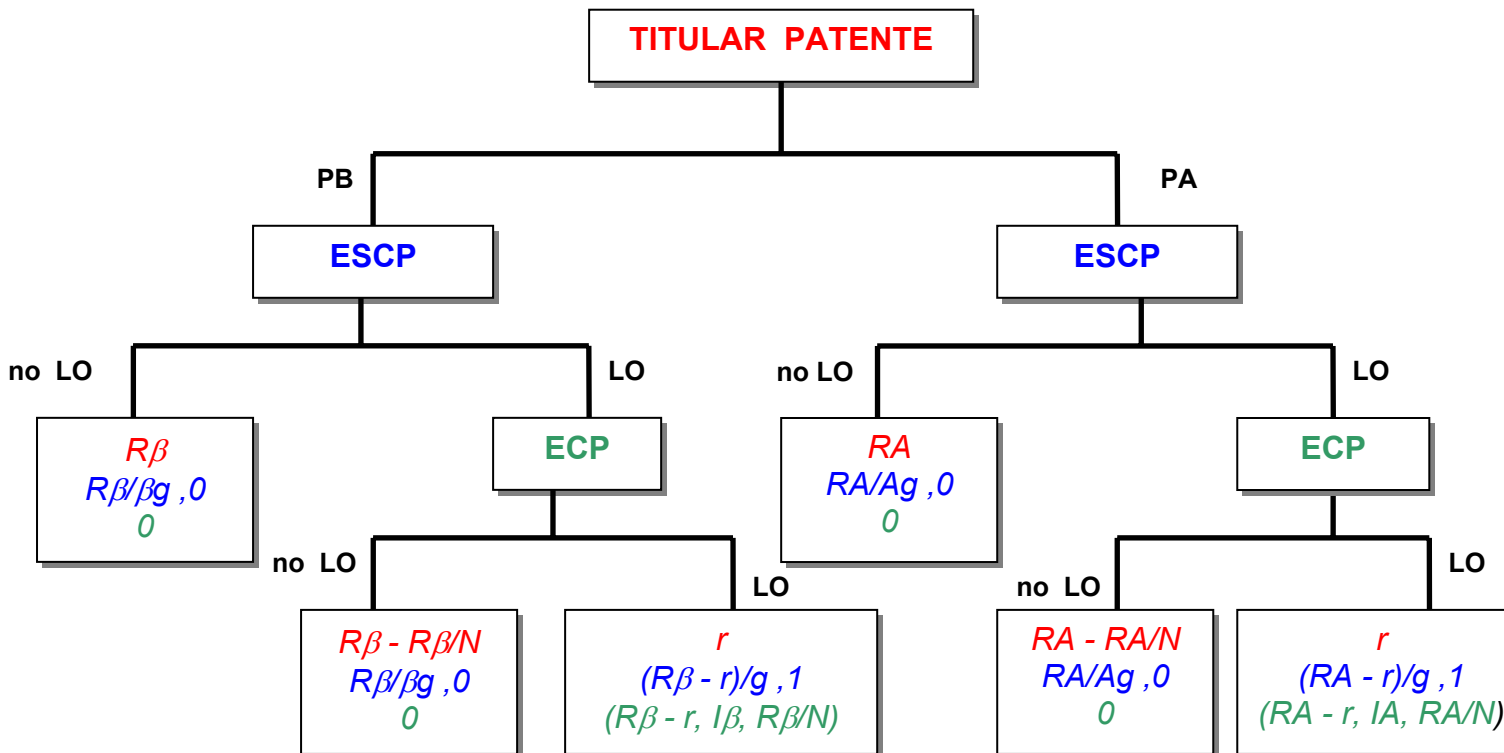 TITULAR PATENTE
PB
PA
ESCP
ESCP
no LO
LO
no LO
LO
Rβ
Rβ/βg ,0
0
ECP
RA
RA/Ag ,0
0
ECP
no LO
LO
no LO
LO
Rβ - Rβ/N
Rβ/βg ,0
0
r
(Rβ - r)/g ,1
(Rβ - r, Iβ, Rβ/N)
RA - RA/N
RA/Ag ,0
0
r
(RA - r)/g ,1
(RA - r, IA, RA/N)